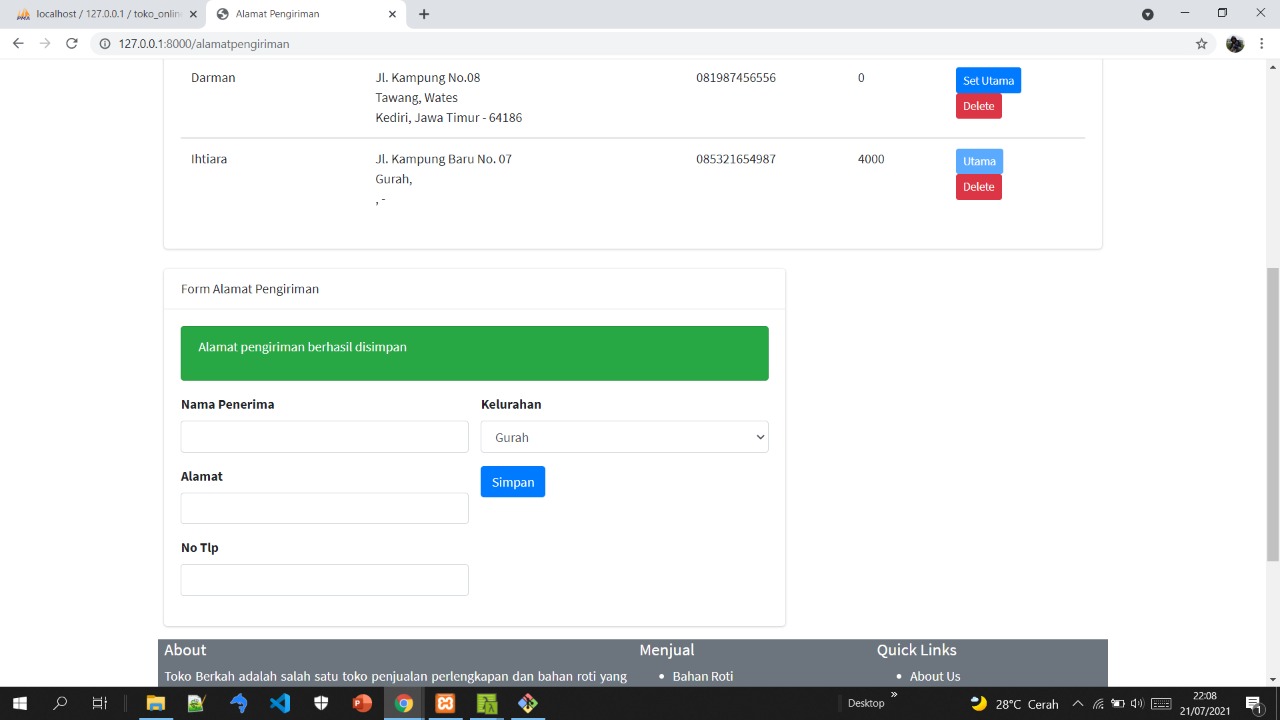 localhost / 127.0.0.1 / toko_onlin
Alamat Pengiriman
127.0.0.1:8000/alamatpengiriman
Darman
Jl. Kampung No.08
Tawang, Wates
Kediri, Jawa Timur - 64186
081987456556
0
Set Utama
Delete
Ihtiara
Jl. Kampung Baru No. 07
Gurah,
, -
085321654987
4000
Utama
Delete
Form Alamat Pengiriman
Alamat pengiriman berhasil disimpan
Nama Penerima
Kelurahan
Gurah
Alamat
Simpan
No Tlp
About
Menjual
Quick Links
Toko Berkah adalah salah satu toko penjualan perlengkapan dan bahan roti yang
• Bahan Roti
• About Us
Desktop
28°C Cerah
22:08
21/07/2021